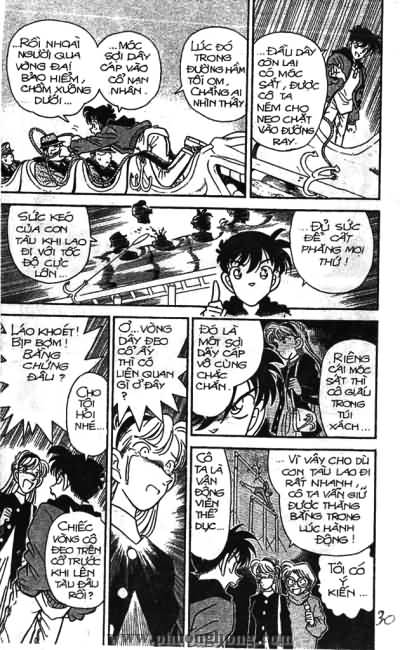 ...RỒI NHOÀI
NGƯỜI QUA
VÒNG ĐAI
BẢO HIỂM,
CHỒM XUỐNG
DƯỚI...
...MÓC
SỢI DÂY
CÁP VÀO
CỔ NẠN
NHÂN.
LÚC ĐÓ
TRONG
ĐƯỜNG HẦM
TỐI OM,
CHẲNG AI
NHÌN THẤY
...ĐẦU DÂY
CÒN LẠI
CÓ MÓC
SẮT, ĐƯỢC
CÔ TA
NÉM CHO
NEO CHẶT
VÀO ĐƯỜNG
RAY.
SỨC KÉO
CỦA CON
TÀU KHI LAO
ĐI VỚI TỐC
ĐỘ CỰC
LỚN...
...ĐỦ SỨC
ĐỂ CẮT
PHĂNG MỌI
THỨ!
LÁO KHOÉT!
BỊP BỢM!
BẰNG
CHỨNG
ĐÂU?
CHO
TÔI
HỎI
NHÉ...
CHIẾC
VÒNG CÔ
ĐEO TRÊN
CỔ TRƯỚC
KHI LÊN
TÀU ĐÂU
RỒI?
Ơ...VÒNG
DÂY ĐEO
CỔ ẤY
THÌ CÓ
LIÊN QUAN
GÌ Ở ĐÂY?
ĐÓ LÀ
MỘT SỢI
DÂY CÁP
VÔ CÙNG
CHẮC
CHẮN.
RIÊNG
CÁI MÓC
SẮT THÌ
CÔ GIẤU
TRONG
TÚI
XÁCH...
CÔ
TA LÀ
VẬN
ĐỘNG
VIÊN
THỂ
DỤC...
...VÌ VẬY CHO DÙ
CON TÀU LAO ĐI
RẤT NHANH,
CÔ TA VẪN GIỮ
ĐƯỢC THĂNG
BẰNG TRONG
LÚC HÀNH
ĐỘNG!
TÔI CÓ
Ý
KIẾN...
30
www.phuongluong.com